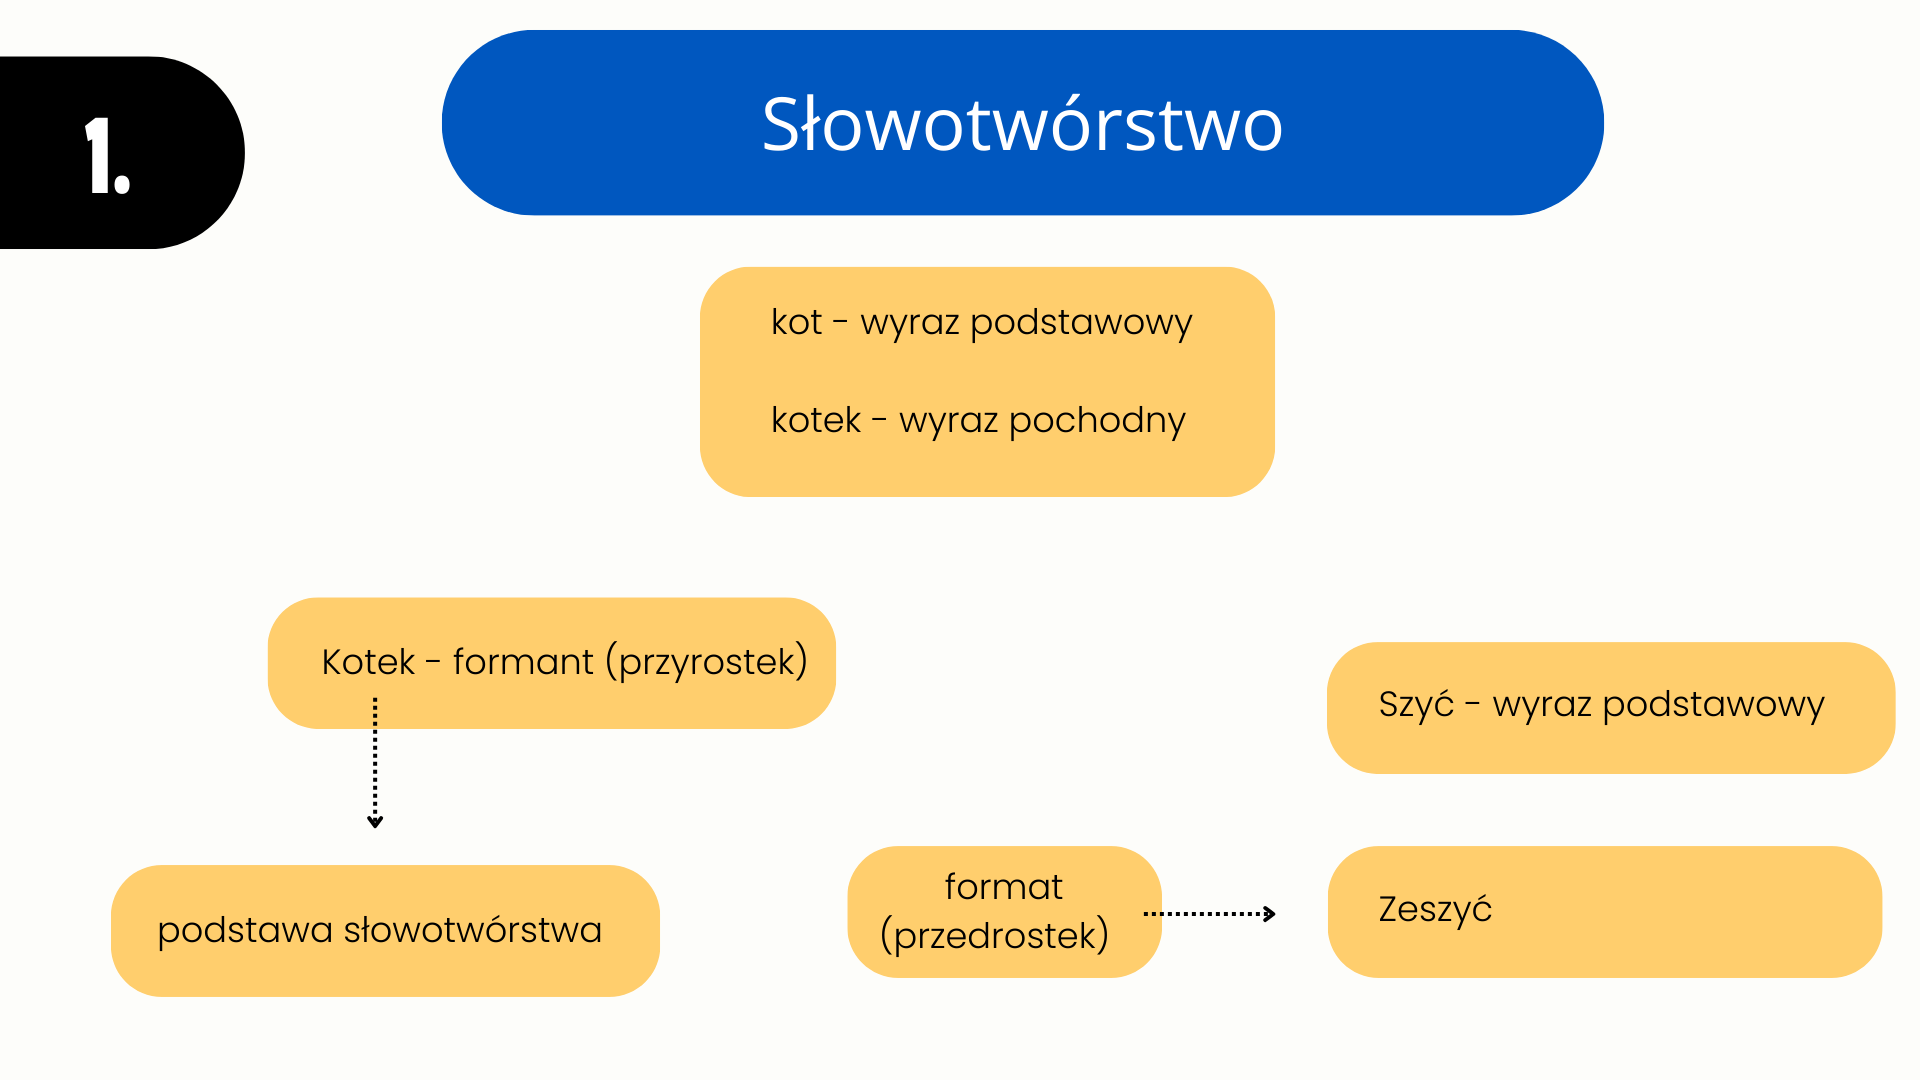 1.
Słowotwórstwo
kot - wyraz podstawowy
kotek - wyraz pochodny
Kotek - formant (przyrostek)
podstawa słowotwórstwa
Szyć - wyraz podstawowy
format
(przedrostek)
Zeszyć